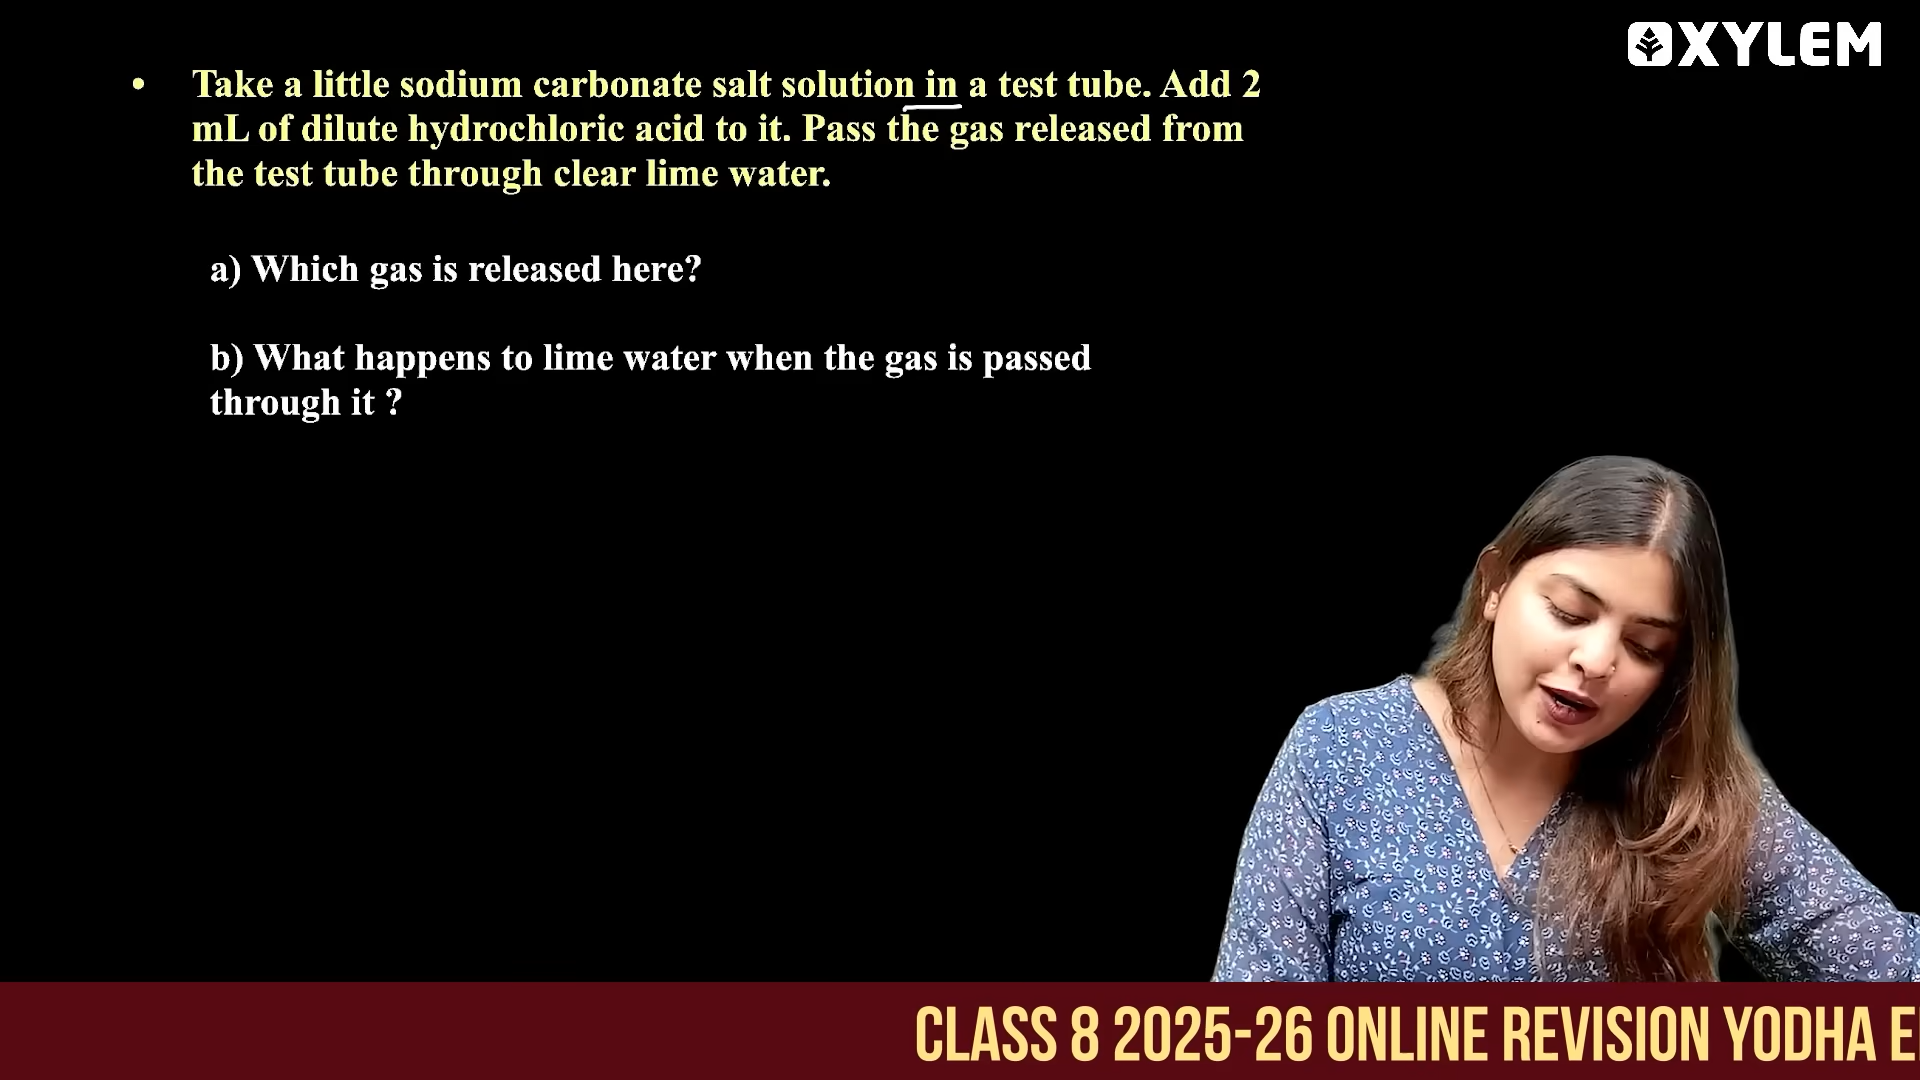 OXYLEM
• Take a little sodium carbonate salt solution in a test tube. Add 2
mL of dilute hydrochloric acid to it. Pass the gas released from
the test tube through clear lime water.
a) Which gas is released here?
b) What happens to lime water when the gas is passed
through it ?
CLASS 8 2025-26 ONLINE REVISION YODHA